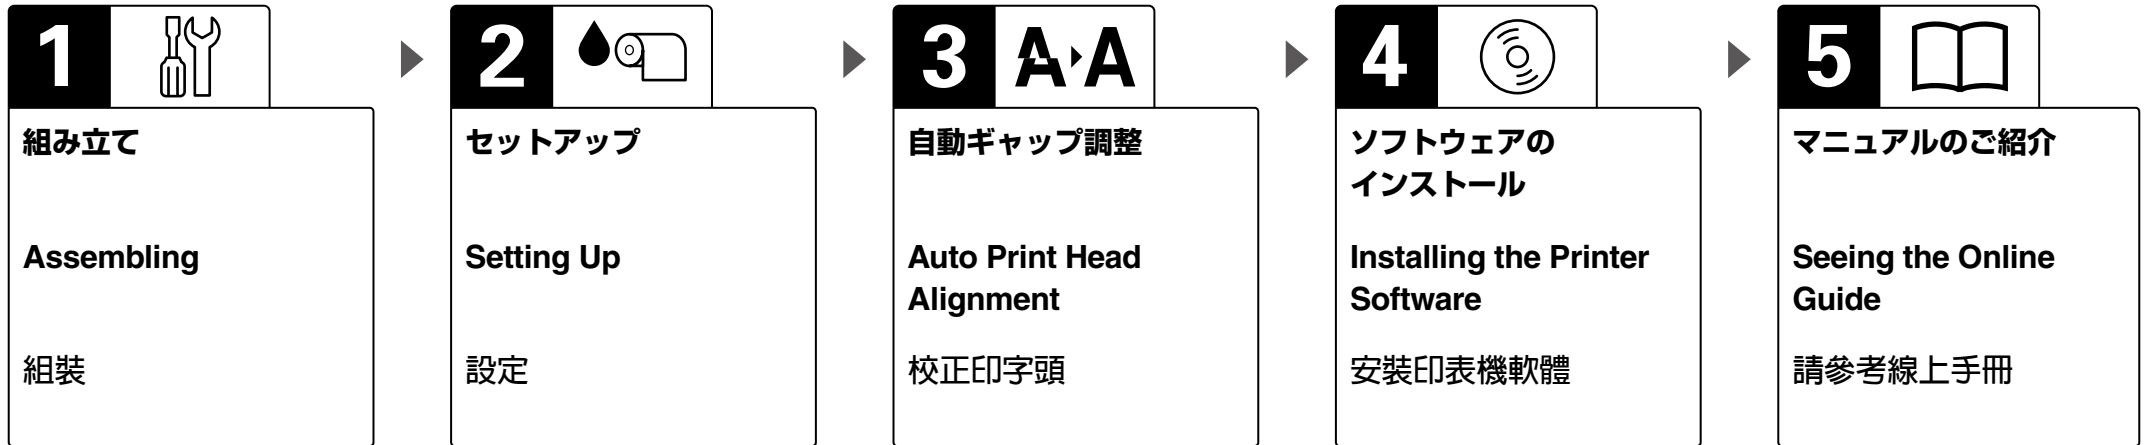 1
組み立て
Assembling
組裝
2
セットアップ
Setting Up
設定
3
A A
自動ギャップ調整
Auto Print Head
Alignment
校正印字頭
4
ソフトウェアの
インストール
Installing the Printer
Software
安裝印表機軟體
5
マニュアルのご紹介
Seeing the Online
Guide
請參考線上手冊